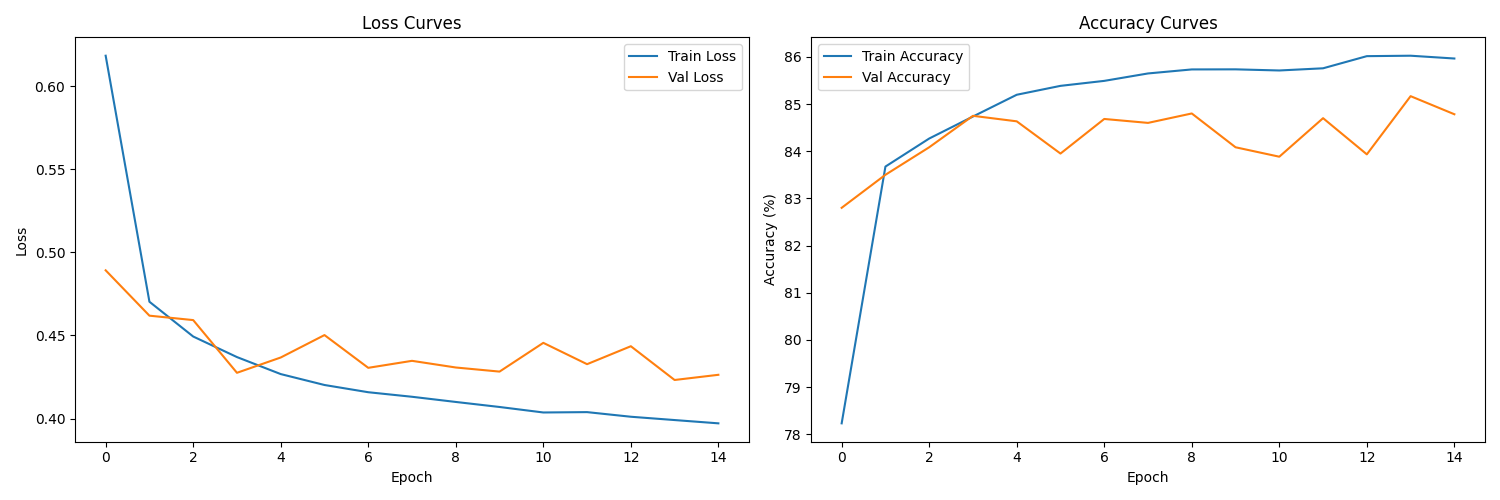 Loss Curves
Train Loss
Val Loss
0.60
0.55
0.50
0.45
0.40
Loss
0 2 4 6 8 10 12 14
Epoch
Accuracy Curves
Train Accuracy
Val Accuracy
86
85
84
83
82
81
80
79
78
Accuracy (%)
0 2 4 6 8 10 12 14
Epoch